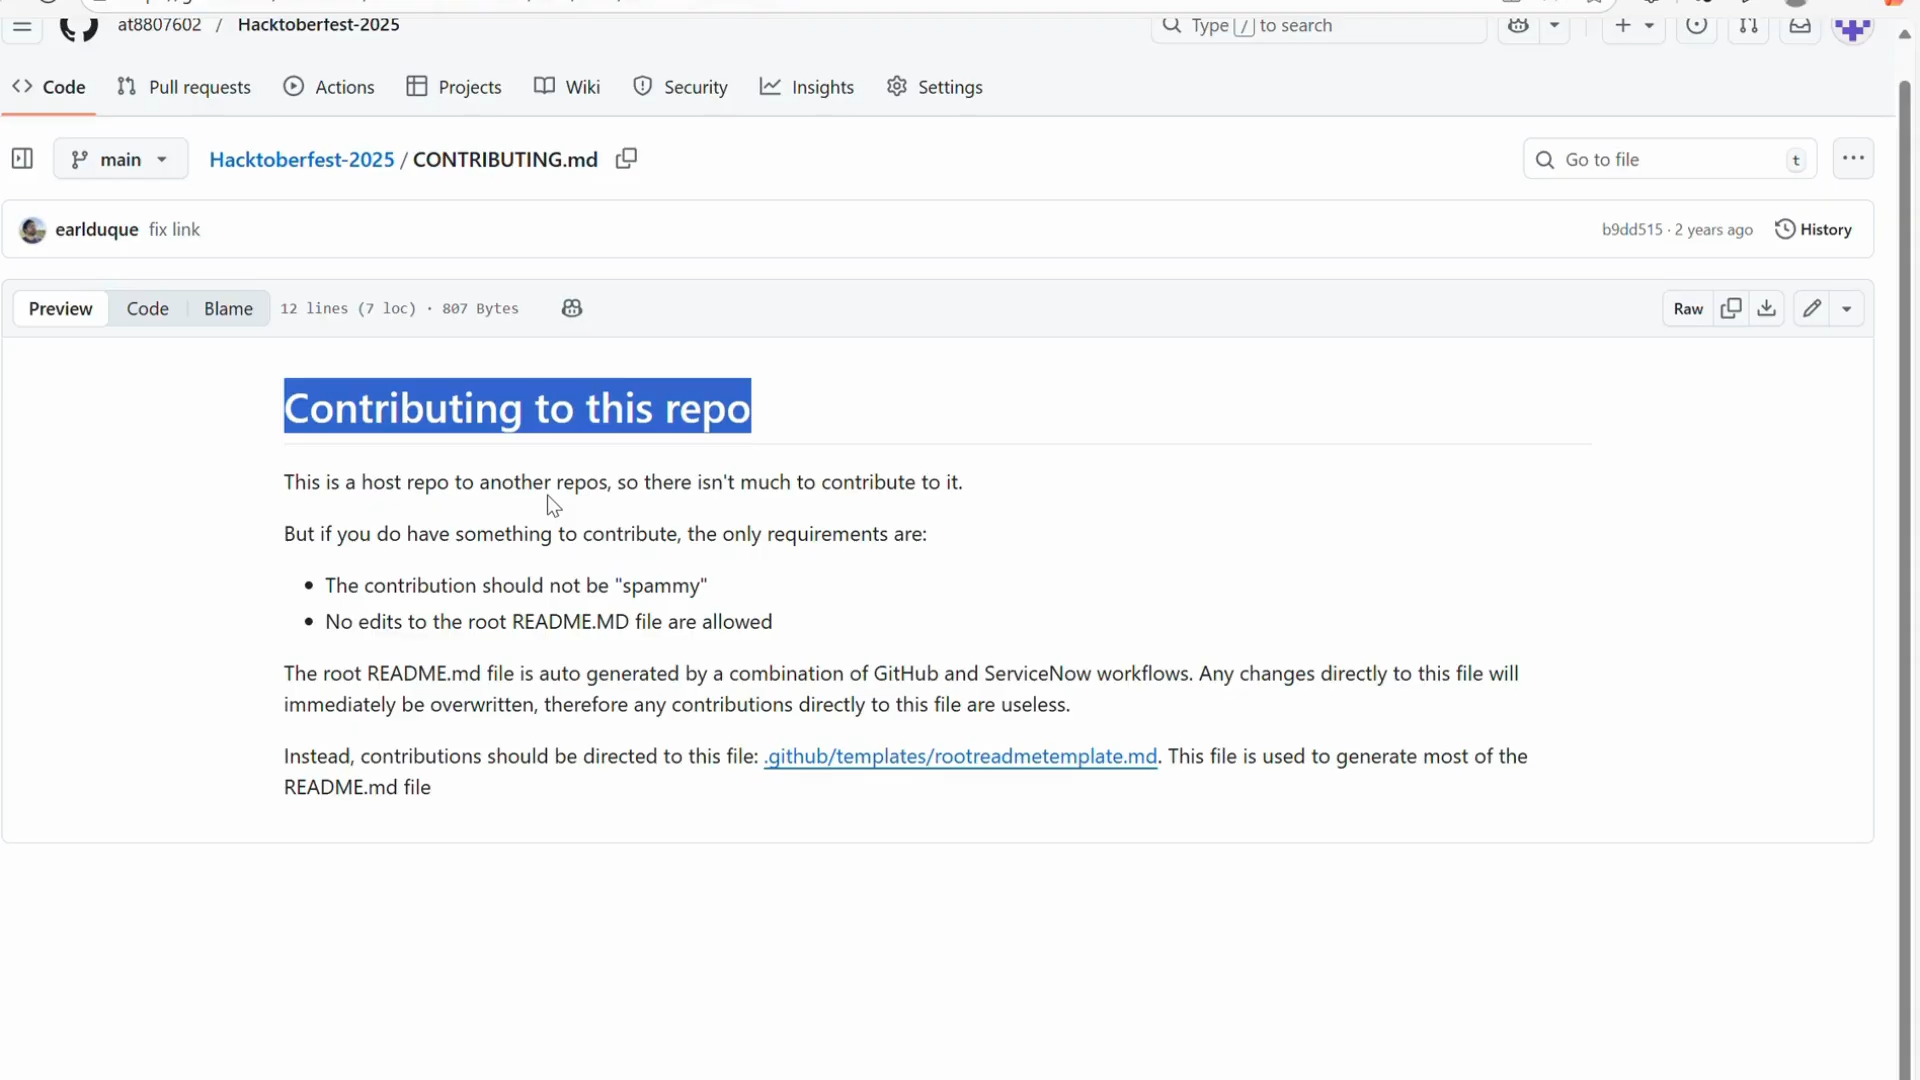 at8807602 / Hacktoberfest-2025
Type / to search
Code
Pull requests
Actions
Projects
Wiki
Security
Insights
Settings
main
Hacktoberfest-2025 / CONTRIBUTING.md
Go to file
t
earlduque fix link
b9dd515 · 2 years ago
History
Preview
Code
Blame
12 lines (7 loc) · 807 Bytes
Raw
Contributing to this repo
This is a host repo to another repos, so there isn't much to contribute to it.
But if you do have something to contribute, the only requirements are:
• The contribution should not be "spammy"
• No edits to the root README.MD file are allowed
The root README.md file is auto generated by a combination of GitHub and ServiceNow workflows. Any changes directly to this file will
immediately be overwritten, therefore any contributions directly to this file are useless.
Instead, contributions should be directed to this file: .github/templates/rootreadmetemplate.md. This file is used to generate most of the
README.md file